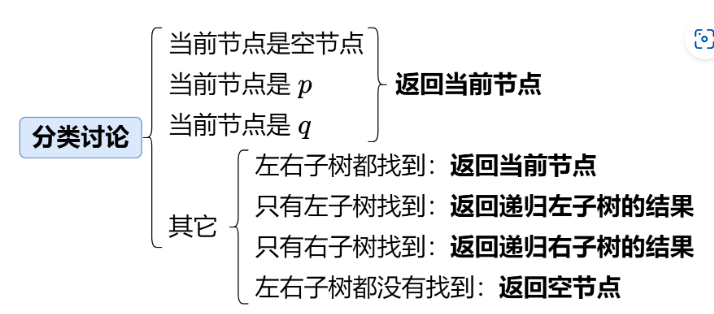 分类讨论
当前节点是空节点
当前节点是 p
当前节点是 q
返回当前节点
其它
左右子树都找到：返回当前节点
只有左子树找到：返回递归左子树的结果
只有右子树找到：返回递归右子树的结果
左右子树都没有找到：返回空节点